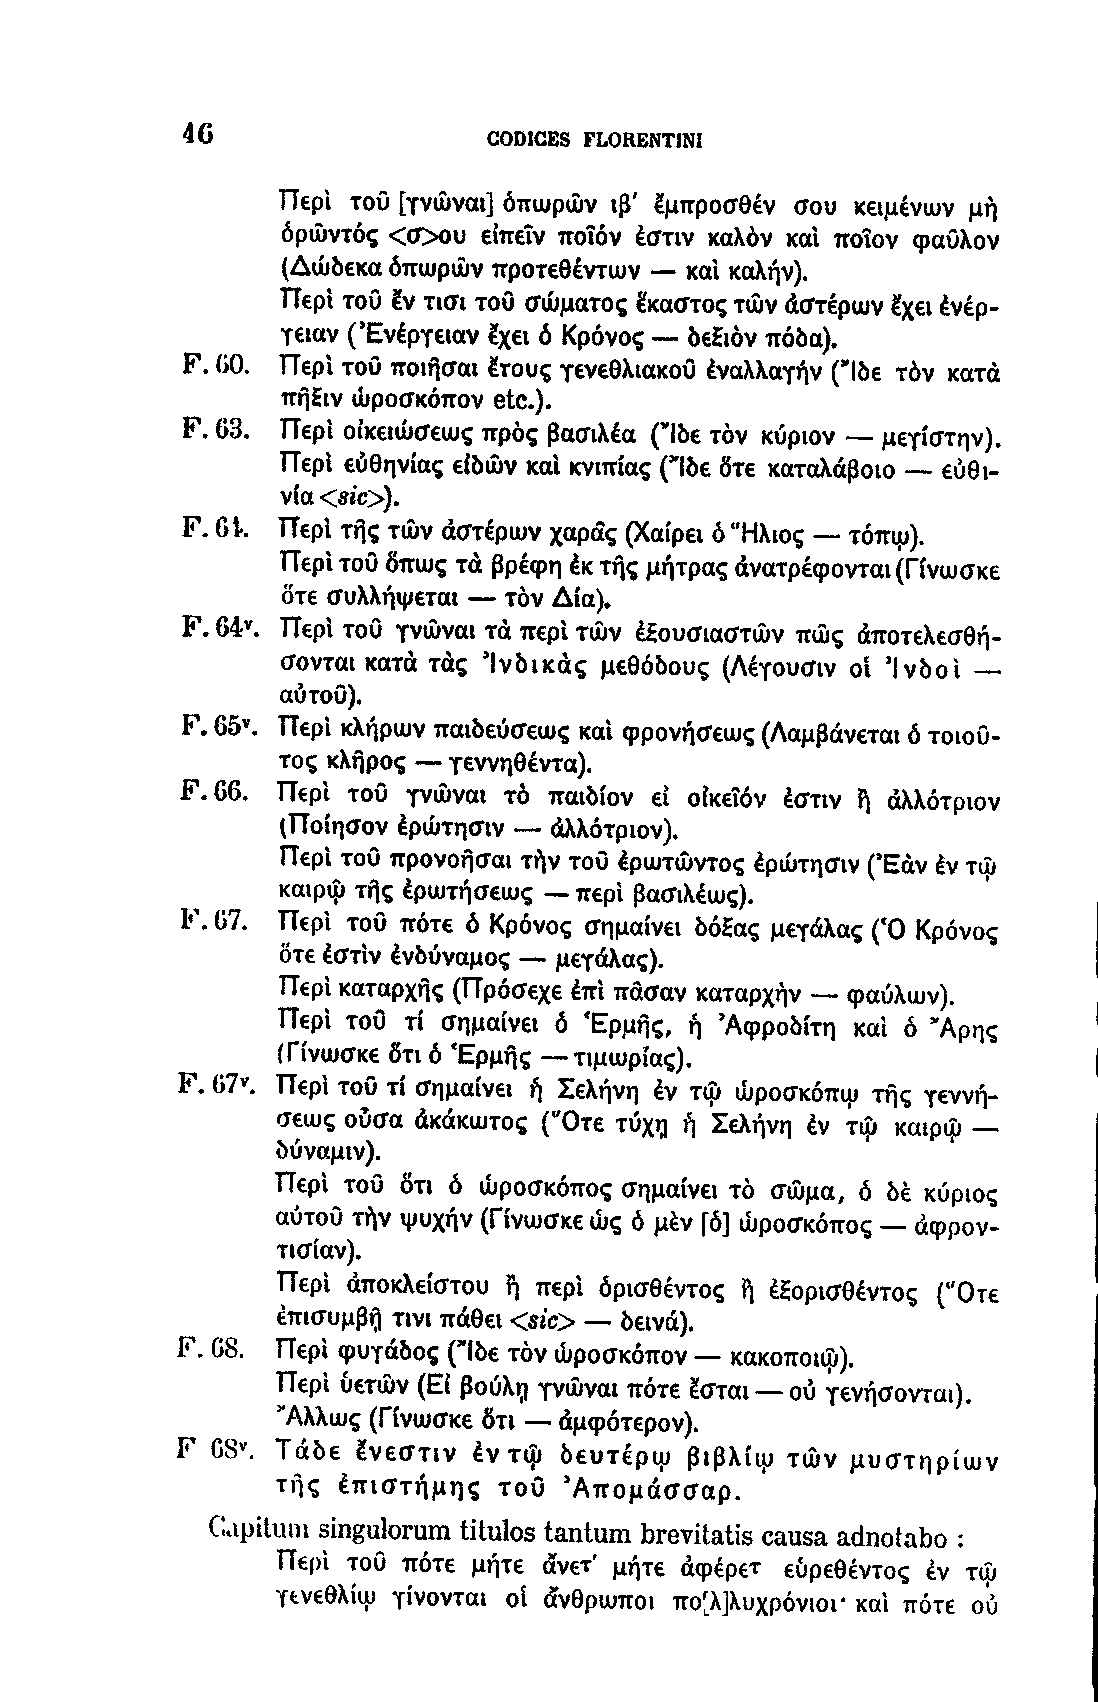 46 CODICES FLORENTINI
Περὶ τοῦ [γνῶναι] ὀπωρῶν ιβ′ ἔμπροσθέν σου κειμένων μὴ
ὁρῶντός <σ>ου εἰπεῖν ποῖόν ἐστιν καλὸν καὶ ποῖον φαῦλον
(Δώδεκα ὀπωρῶν προτεθέντων — καὶ καλήν).
Περὶ τοῦ ἔν τισι τοῦ σώματος ἕκαστος τῶν ἀστέρων ἔχει ἐνέρ-
γειαν (Ἐνέργειαν ἔχει ὁ Κρόνος — δεξιὸν πόδα).
F. 60. Περὶ τοῦ ποιῆσαι ἔτους γενεθλιακοῦ ἐναλλαγήν (Ἴδε τὸν κατὰ
πῆξιν ὡροσκόπον etc.).
F. 63. Περὶ οἰκειώσεως πρὸς βασιλέα (Ἴδε τὸν κύριον — μεγίστην).
Περὶ εὐθηνίας εἰδῶν καὶ κνιπίας (Ἴδε ὅτε καταλάβοιο — εὐθι-
νία <sic>).
F. 64. Περὶ τῆς τῶν ἀστέρων χαρᾶς (Χαίρει ὁ Ἥλιος — τόπῳ).
Περὶ τοῦ ὅπως τὰ βρέφη ἐκ τῆς μήτρας ἀνατρέφονται (Γίνωσκε
ὅτε συλλήψεται — τὸν Δία).
F. 64ᵛ. Περὶ τοῦ γνῶναι τὰ περὶ τῶν ἐξουσιαστῶν πῶς ἀποτελεσθή-
σονται κατὰ τὰς Ἰνδικὰς μεθόδους (Λέγουσιν οἱ Ἰνδοὶ —
αὐτοῦ).
F. 65ᵛ. Περὶ κλήρων παιδεύσεως καὶ φρονήσεως (Λαμβάνεται ὁ τοιοῦ-
τος κλῆρος — γεννηθέντα).
F. 66. Περὶ τοῦ γνῶναι τὸ παιδίον εἰ οἰκεῖόν ἐστιν ἢ ἀλλότριον
(Ποίησον ἐρώτησιν — ἀλλότριον).
Περὶ τοῦ προνοῆσαι τὴν τοῦ ἐρωτῶντος ἐρώτησιν (Ἐὰν ἐν τῷ
καιρῷ τῆς ἐρωτήσεως — περὶ βασιλέως).
F. 67. Περὶ τοῦ πότε ὁ Κρόνος σημαίνει δόξας μεγάλας (Ὁ Κρόνος
ὅτε ἐστὶν ἐνδύναμος — μεγάλας).
Περὶ καταρχῆς (Πρόσεχε ἐπὶ πᾶσαν καταρχὴν — φαύλων).
Περὶ τοῦ τί σημαίνει ὁ Ἑρμῆς, ἡ Ἀφροδίτη καὶ ὁ Ἄρης
(Γίνωσκε ὅτι ὁ Ἑρμῆς — τιμωρίας).
F. 67ᵛ. Περὶ τοῦ τί σημαίνει ἡ Σελήνη ἐν τῷ ὡροσκόπῳ τῆς γεννή-
σεως οὖσα ἀκάκωτος (Ὅτε τύχῃ ἡ Σελήνη ἐν τῷ καιρῷ —
δύναμιν).
Περὶ τοῦ ὅτι ὁ ὡροσκόπος σημαίνει τὸ σῶμα, ὁ δὲ κύριος
αὐτοῦ τὴν ψυχήν (Γίνωσκε ὡς ὁ μὲν [ὁ] ὡροσκόπος — ἀφρον-
τισίαν).
Περὶ ἀποκλείστου ἢ περὶ ὁρισθέντος ἢ ἐξορισθέντος (Ὅτε
ἐπισυμβῇ τινι πάθει <sic> — δεινά).
F. 68. Περὶ φυγάδος (Ἴδε τὸν ὡροσκόπον — κακοποιῷ).
Περὶ ὑετῶν (Εἰ βούλῃ γνῶναι πότε ἔσται — οὐ γενήσονται).
Ἄλλως (Γίνωσκε ὅτι — ἀμφότερον).
F 68ᵛ. Τάδε ἔνεστιν ἐν τῷ δευτέρῳ βιβλίῳ τῶν μυστηρίων
τῆς ἐπιστήμης τοῦ Ἀπομάσσαρ.
Capitum singulorum titulos tantum brevitatis causa adnotabo :
Περὶ τοῦ πότε μήτε ἄνετ′ μήτε ἀφέρετ εὑρεθέντος ἐν τῷ
γενεθλίῳ γίνονται οἱ ἄνθρωποι πο[λ]λυχρόνιοι· καὶ πότε οὐ